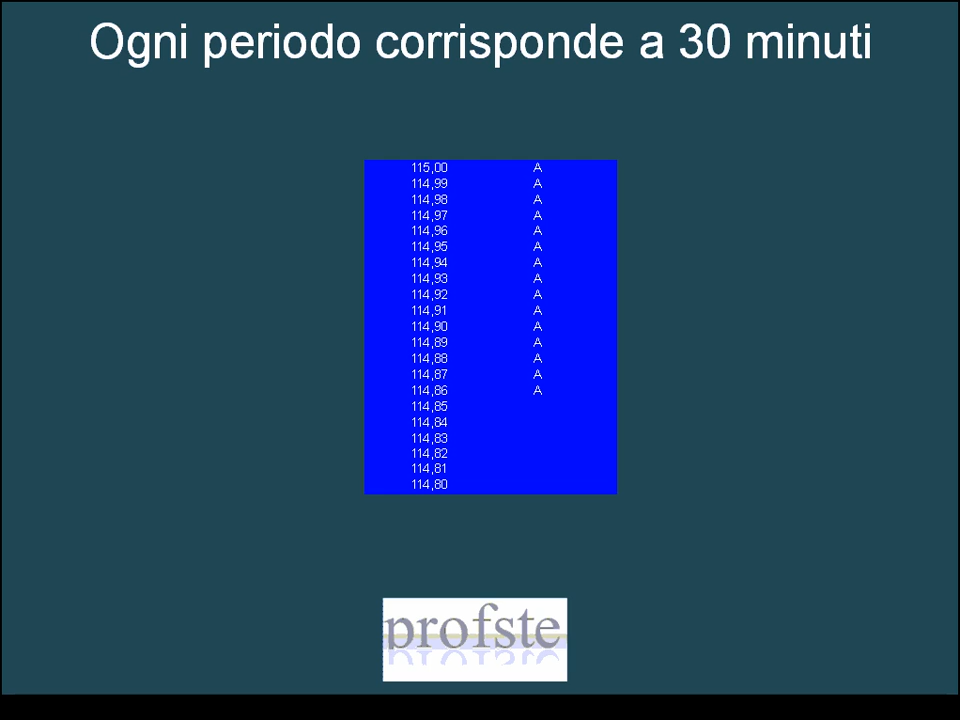 Ogni periodo corrisponde a 30 minuti
115,00 A
114,99 A
114,98 A
114,97 A
114,96 A
114,95 A
114,94 A
114,93 A
114,92 A
114,91 A
114,90 A
114,89 A
114,88 A
114,87 A
114,86 A
114,85
114,84
114,83
114,82
114,81
114,80
profste